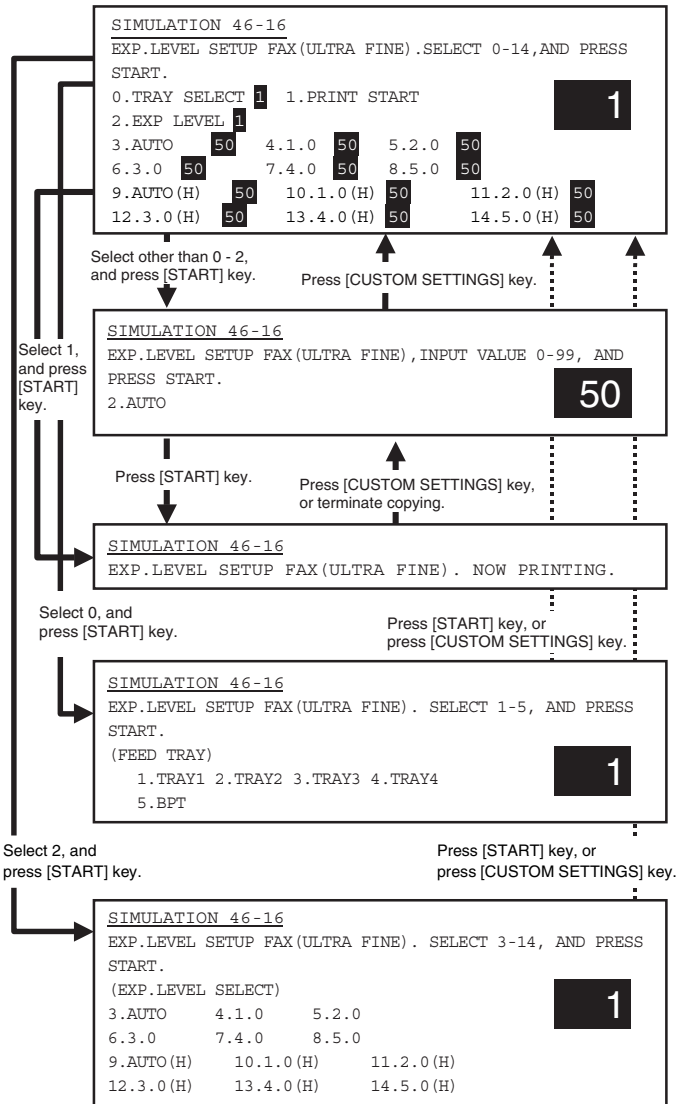 SIMULATION 46-16
EXP.LEVEL SETUP FAX(ULTRA FINE).SELECT 0-14,AND PRESS
START.
0.TRAY SELECT 1 1.PRINT START
1
2.EXP LEVEL 1
3.AUTO 50 4.1.0 50 5.2.0 50
6.3.0 50 7.4.0 50 8.5.0 50
9.AUTO(H) 50 10.1.0(H) 50 11.2.0(H) 50
12.3.0(H) 50 13.4.0(H) 50 14.5.0(H) 50
Select other than 0 - 2,
and press [START] key.
Press [CUSTOM SETTINGS] key.
Select 1,
and press
[START]
key.
SIMULATION 46-16
EXP.LEVEL SETUP FAX(ULTRA FINE),INPUT VALUE 0-99, AND
PRESS START.
2.AUTO
50
Press [START] key.
Press [CUSTOM SETTINGS] key,
or terminate copying.
SIMULATION 46-16
EXP.LEVEL SETUP FAX(ULTRA FINE). NOW PRINTING.
Select 0, and
press [START] key.
Press [START] key, or
press [CUSTOM SETTINGS] key.
SIMULATION 46-16
EXP.LEVEL SETUP FAX(ULTRA FINE). SELECT 1-5, AND PRESS
START.
(FEED TRAY)
1.TRAY1 2.TRAY2 3.TRAY3 4.TRAY4
5.BPT
1
Select 2, and
press [START] key.
Press [START] key, or
press [CUSTOM SETTINGS] key.
SIMULATION 46-16
EXP.LEVEL SETUP FAX(ULTRA FINE). SELECT 3-14, AND PRESS
START.
(EXP.LEVEL SELECT)
1
3.AUTO 4.1.0 5.2.0
6.3.0 7.4.0 8.5.0
9.AUTO(H) 10.1.0(H) 11.2.0(H)
12.3.0(H) 13.4.0(H) 14.5.0(H)